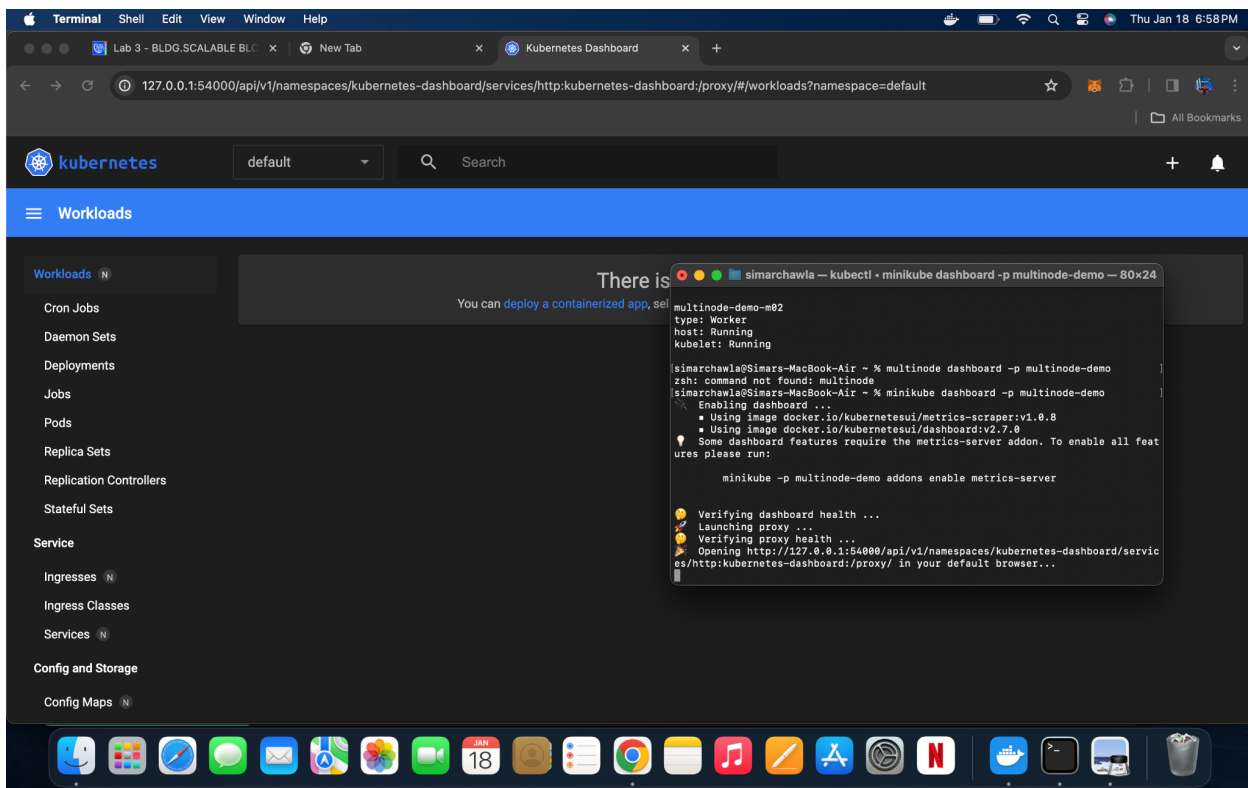 Terminal Shell Edit View Window Help Thu Jan 18 6:58 PM
Lab 3 - BLDG.SCALABLE BLC New Tab Kubernetes Dashboard
127.0.0.1:54000/api/v1/namespaces/kubernetes-dashboard/services/http:kubernetes-dashboard:/proxy/#/workloads?namespace=default
All Bookmarks
kubernetes default Search
Workloads
Workloads N
Cron Jobs
Daemon Sets
Deployments
Jobs
Pods
Replica Sets
Replication Controllers
Stateful Sets
Service
Ingresses N
Ingress Classes
Services N
Config and Storage
Config Maps N
There is
You can deploy a containerized app, sel
simarchawla — kubectl ◂ minikube dashboard -p multinode-demo — 80×24
multinode-demo-m02
type: Worker
host: Running
kubelet: Running
[simarchawla@Simars-MacBook-Air ~ % multinode dashboard -p multinode-demo ]
zsh: command not found: multinode
[simarchawla@Simars-MacBook-Air ~ % minikube dashboard -p multinode-demo ]
Enabling dashboard ...
▪ Using image docker.io/kubernetesui/metrics-scraper:v1.0.8
▪ Using image docker.io/kubernetesui/dashboard:v2.7.0
Some dashboard features require the metrics-server addon. To enable all feat
ures please run:
minikube -p multinode-demo addons enable metrics-server
Verifying dashboard health ...
Launching proxy ...
Verifying proxy health ...
Opening http://127.0.0.1:54000/api/v1/namespaces/kubernetes-dashboard/servic
es/http:kubernetes-dashboard:/proxy/ in your default browser...
JAN
18
N